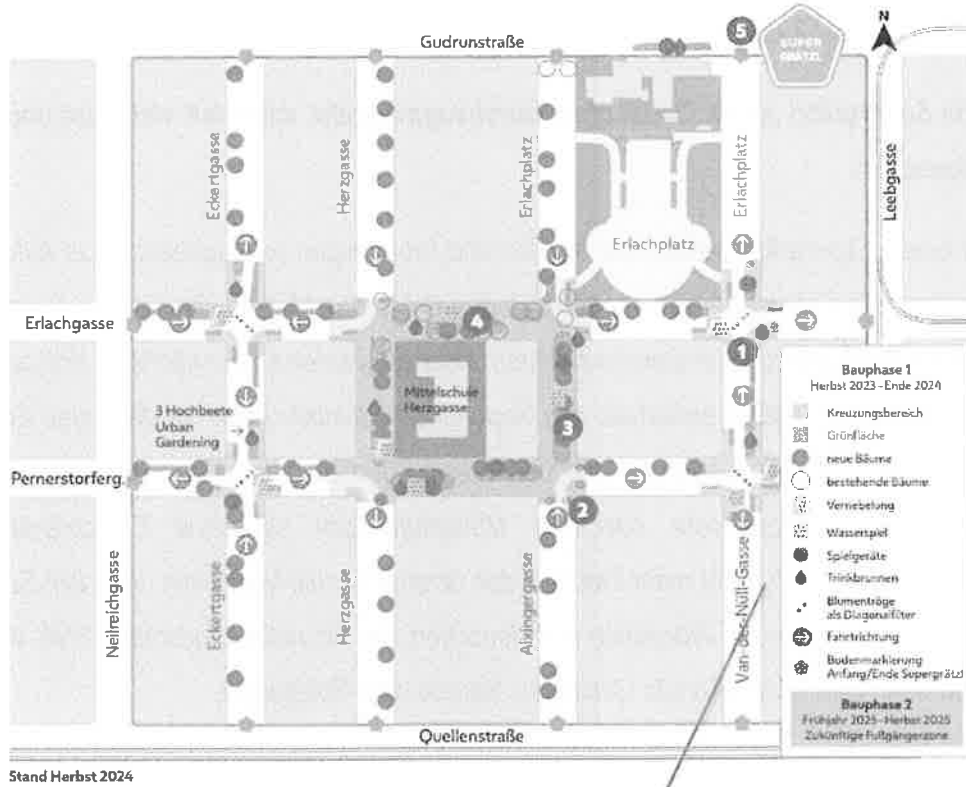 Gudrunstraße
5
SUPER
GRÄTZL
N
Eckertgasse
Herzgasse
Erlachplatz
Erlachplatz
Erlachplatz
Leebgasse
Erlachgasse
4
1
Mittelschule
Herzgasse
3 Hochbeete
Urban
Gardening
3
Pernerstorferg.
2
Neilreichgasse
Eckertgasse
Herzgasse
Alxingergasse
Van-der-Nüll-Gasse
Quellenstraße
Bauphase 1
Herbst 2023 - Ende 2024
Kreuzungsbereich
Grünfläche
neue Bäume
bestehende Bäume
Vernebelung
Wasserspiel
Spielgeräte
Trinkbrunnen
Blumentröge
als Diagonalfilter
Fahrtrichtung
Bodenmarkierung
Anfang/Ende Supergrätzl
Bauphase 2
Frühjahr 2025 - Herbst 2025
Zukünftige Fußgängerzone
Stand Herbst 2024